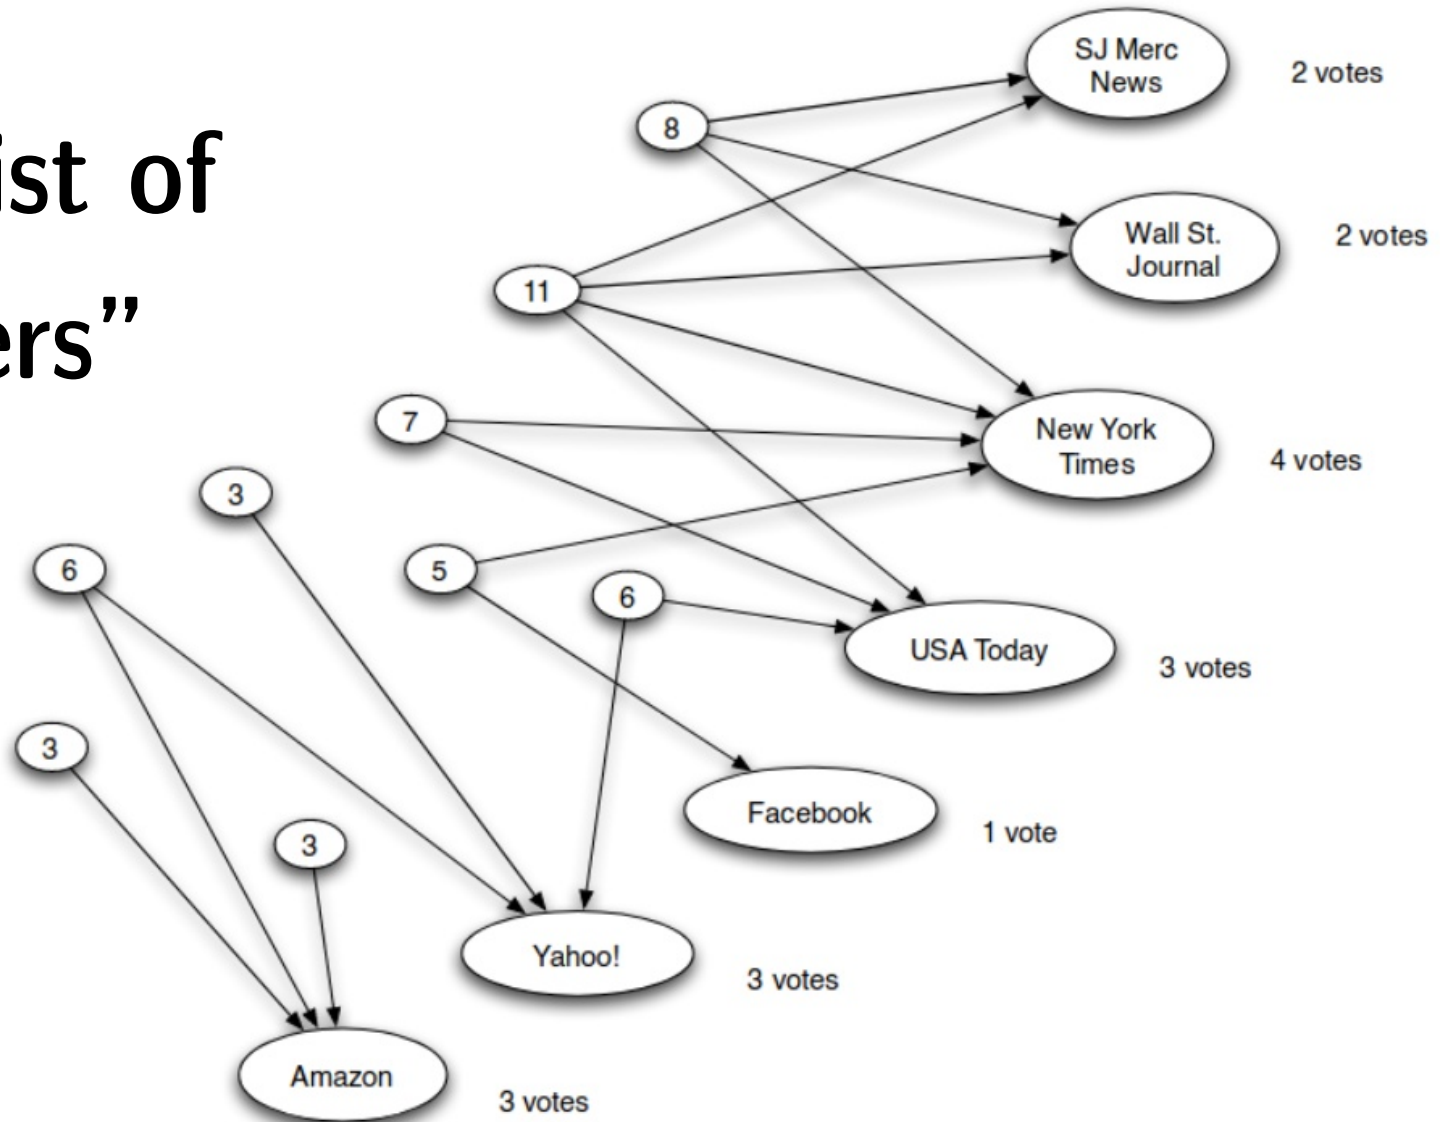 ist of
ers”
SJ Merc
News
2 votes
8
Wall St.
Journal
2 votes
11
New York
Times
4 votes
7
3
6
5
6
USA Today
3 votes
3
Facebook
1 vote
3
Yahoo!
3 votes
Amazon
3 votes